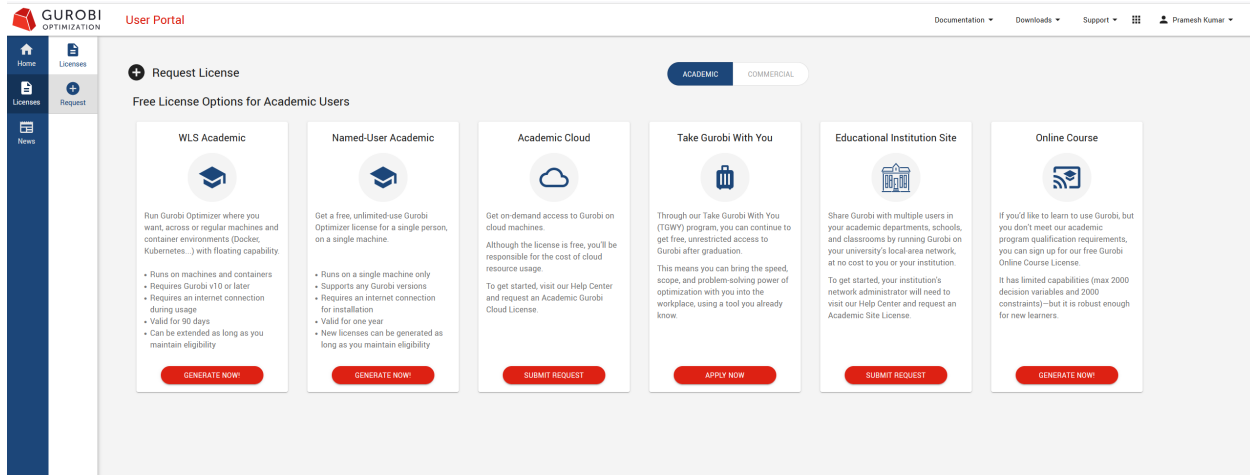 GUROBI
OPTIMIZATION
User Portal
Documentation
Downloads
Support
Pramesh Kumar
Home
Licenses
News
Licenses
Request
Request License
ACADEMIC
COMMERCIAL
Free License Options for Academic Users
WLS Academic
Run Gurobi Optimizer where you
want, across or regular machines and
container environments (Docker,
Kubernetes...) with floating capability.
• Runs on machines and containers
• Requires Gurobi v10 or later
• Requires an internet connection
during usage
• Valid for 90 days
• Can be extended as long as you
maintain eligibility
GENERATE NOW!
Named-User Academic
Get a free, unlimited-use Gurobi
Optimizer license for a single person,
on a single machine.
• Runs on a single machine only
• Supports any Gurobi versions
• Requires an internet connection
for installation
• Valid for one year
• New licenses can be generated as
long as you maintain eligibility
GENERATE NOW!
Academic Cloud
Get on-demand access to Gurobi on
cloud machines.
Although the license is free, you'll be
responsible for the cost of cloud
resource usage.
To get started, visit our Help Center
and request an Academic Gurobi
Cloud License.
SUBMIT REQUEST
Take Gurobi With You
Through our Take Gurobi With You
(TGWY) program, you can continue to
get free, unrestricted access to
Gurobi after graduation.
This means you can bring the speed,
scope, and problem-solving power of
optimization with you into the
workplace, using a tool you already
know.
APPLY NOW
Educational Institution Site
Share Gurobi with multiple users in
your academic departments, schools,
and classrooms by running Gurobi on
your university's local-area network,
at no cost to you or your institution.
To get started, your institution's
network administrator will need to
visit our Help Center and request an
Academic Site License.
SUBMIT REQUEST
Online Course
If you'd like to learn to use Gurobi, but
you don't meet our academic
program qualification requirements,
you can sign up for our free Gurobi
Online Course License.
It has limited capabilities (max 2000
decision variables and 2000
constraints)—but it is robust enough
for new learners.
GENERATE NOW!